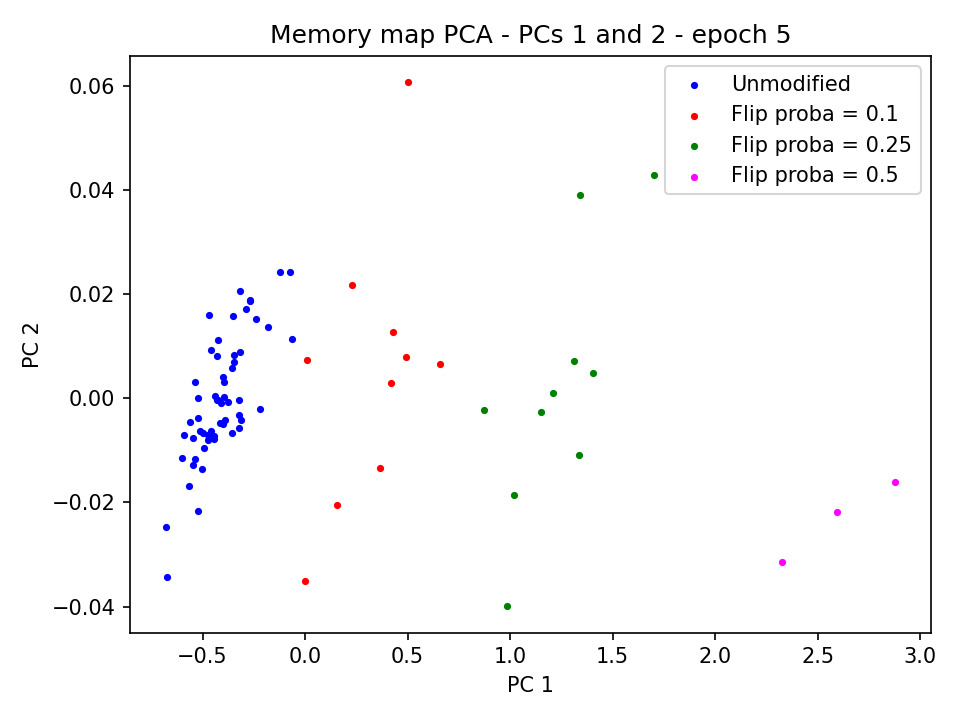 Memory map PCA - PCs 1 and 2 - epoch 5
Unmodified
Flip proba = 0.1
Flip proba = 0.25
Flip proba = 0.5
PC 2
0.06
0.04
0.02
0.00
−0.02
−0.04
−0.5 0.0 0.5 1.0 1.5 2.0 2.5 3.0
PC 1